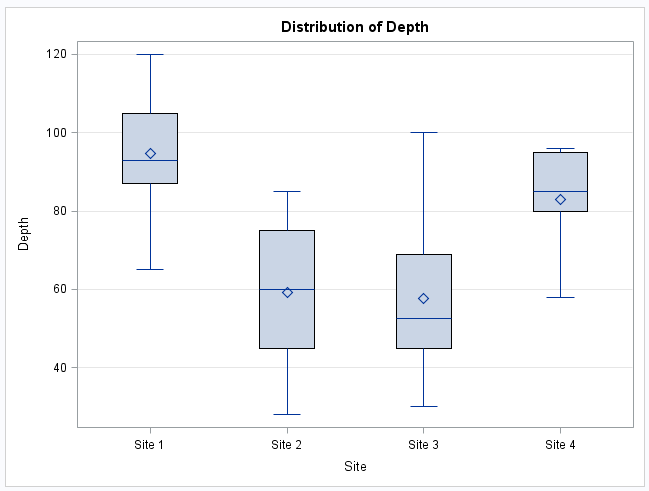 Distribution of Depth
120
100
80
60
40
Depth
Site 1
Site 2
Site 3
Site 4
Site